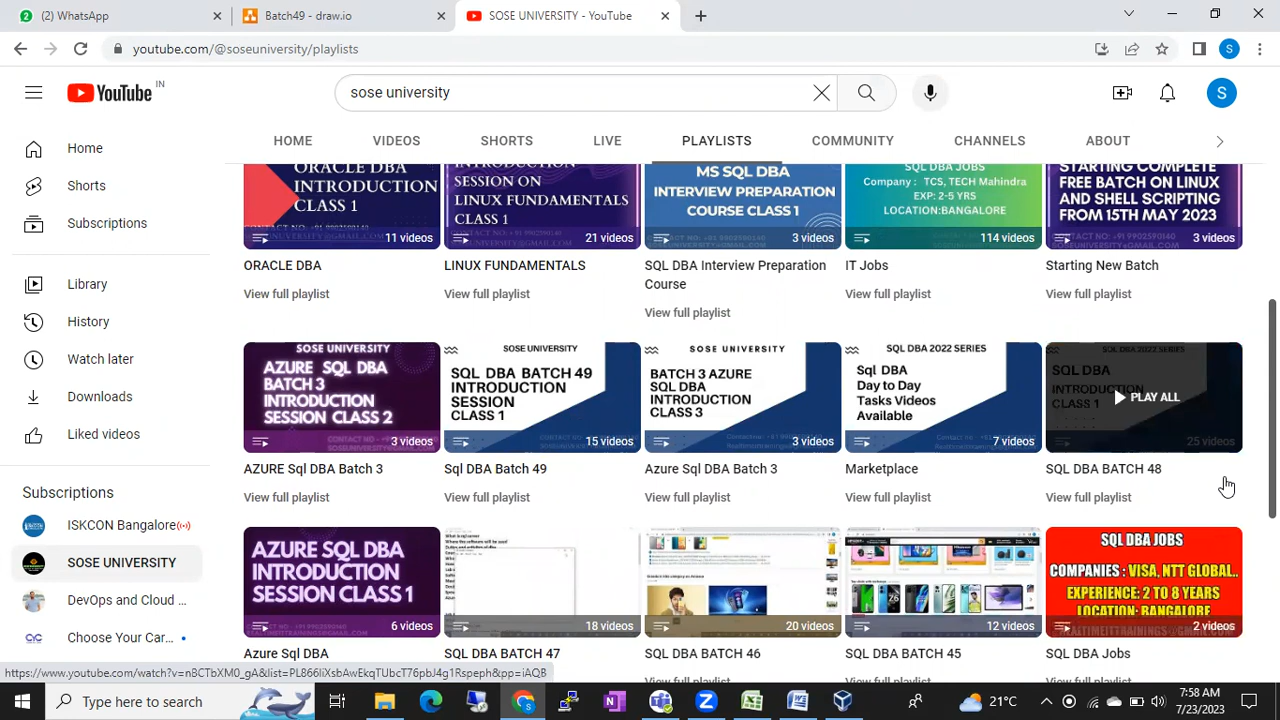 (2) WhatsApp
Batch49 - draw.io
SOSE UNIVERSITY - YouTube
youtube.com/@soseuniversity/playlists
YouTube IN
sose university
S
HOME VIDEOS SHORTS LIVE PLAYLISTS COMMUNITY CHANNELS ABOUT
Home
Shorts
Subscriptions
Library
History
Watch later
Downloads
Liked videos
Subscriptions
ISKCON Bangalore
SOSE UNIVERSITY
DevOps and Cloud ...
Choose Your Car...
ORACLE DBA
INTRODUCTION
CLASS 1
11 videos
ORACLE DBA
View full playlist
SESSION ON
LINUX FUNDAMENTALS
CLASS 1
21 videos
LINUX FUNDAMENTALS
View full playlist
MS SQL DBA
INTERVIEW PREPARATION
COURSE CLASS 1
3 videos
SQL DBA Interview Preparation
Course
View full playlist
SQL DBA JOBS
Company : TCS, TECH Mahindra
EXP: 2-5 YRS
LOCATION:BANGALORE
114 videos
IT Jobs
View full playlist
STARTING COMPLETE
FREE BATCH ON LINUX
AND SHELL SCRIPTING
FROM 15TH MAY 2023
3 videos
Starting New Batch
View full playlist
SOSE UNIVERSITY
AZURE SQL DBA
BATCH 3
INTRODUCTION
SESSION CLASS 2
3 videos
AZURE Sql DBA Batch 3
View full playlist
SOSE UNIVERSITY
SQL DBA BATCH 49
INTRODUCTION
SESSION
CLASS 1
15 videos
Sql DBA Batch 49
View full playlist
SOSE UNIVERSITY
BATCH 3 AZURE
SQL DBA
INTRODUCTION
CLASS 3
3 videos
Azure Sql DBA Batch 3
View full playlist
SQL DBA 2022 SERIES
Sql DBA
Day to Day
Tasks Videos
Available
7 videos
Marketplace
View full playlist
SQL DBA 2022 SERIES
SQL DBA
INTRODUCTION
CLASS 1
PLAY ALL
25 videos
SQL DBA BATCH 48
View full playlist
AZURE SQL DBA
INTRODUCTION
SESSION CLASS 1
6 videos
Azure Sql DBA
18 videos
SQL DBA BATCH 47
20 videos
SQL DBA BATCH 46
12 videos
SQL DBA BATCH 45
SQL DBA JOBS
COMPANIES : VISA, NTT GLOBAL..
EXPERIENCE: 2 TO 8 YEARS
LOCATION: BANGALORE
2 videos
SQL DBA Jobs
https://www.youtube.com/watch?v=n8CTbXM0_gA&list=PL866liXsbAwEkqTUbcT76pbJ4g1Rspeph&pp=iAQB
Type here to search
21°C
7:58 AM
7/23/2023